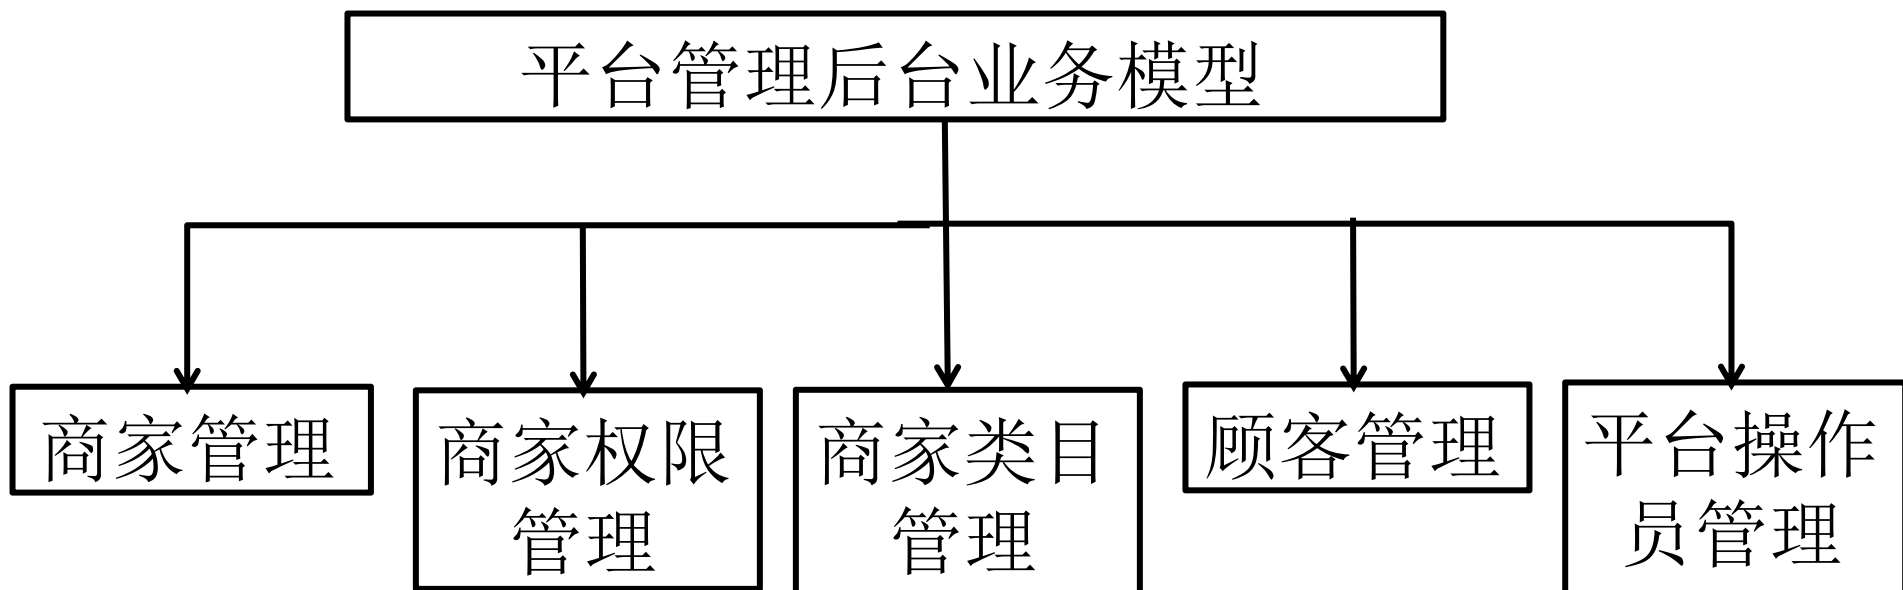 平台管理后台业务模型
商家管理
商家权限
管理
商家类目
管理
顾客管理
平台操作
员管理